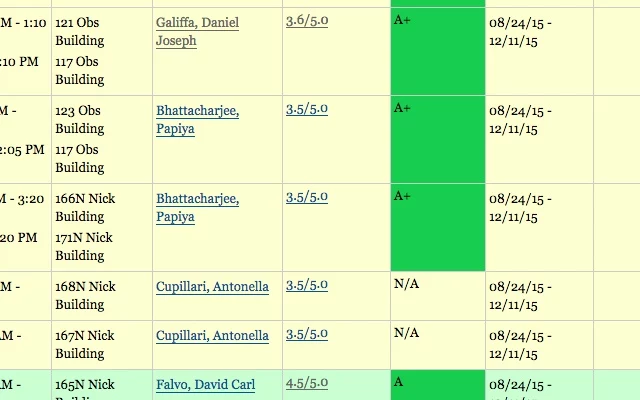 M - 1:10
121 Obs
Building
Galiffa, Daniel
Joseph
3.6/5.0
A+
08/24/15 -
12/11/15
:10 PM
117 Obs
Building
M -
123 Obs
Building
Bhattacharjee,
Papiya
3.5/5.0
A+
08/24/15 -
12/11/15
2:05 PM
117 Obs
Building
M - 3:20
166N Nick
Building
Bhattacharjee,
Papiya
3.5/5.0
A+
08/24/15 -
12/11/15
20 PM
171N Nick
Building
M -
168N Nick
Building
Cupillari, Antonella
3.5/5.0
N/A
08/24/15 -
12/11/15
AM -
167N Nick
Building
Cupillari, Antonella
3.5/5.0
N/A
08/24/15 -
12/11/15
AM -
165N Nick
Falvo, David Carl
4.5/5.0
A
08/24/15 -